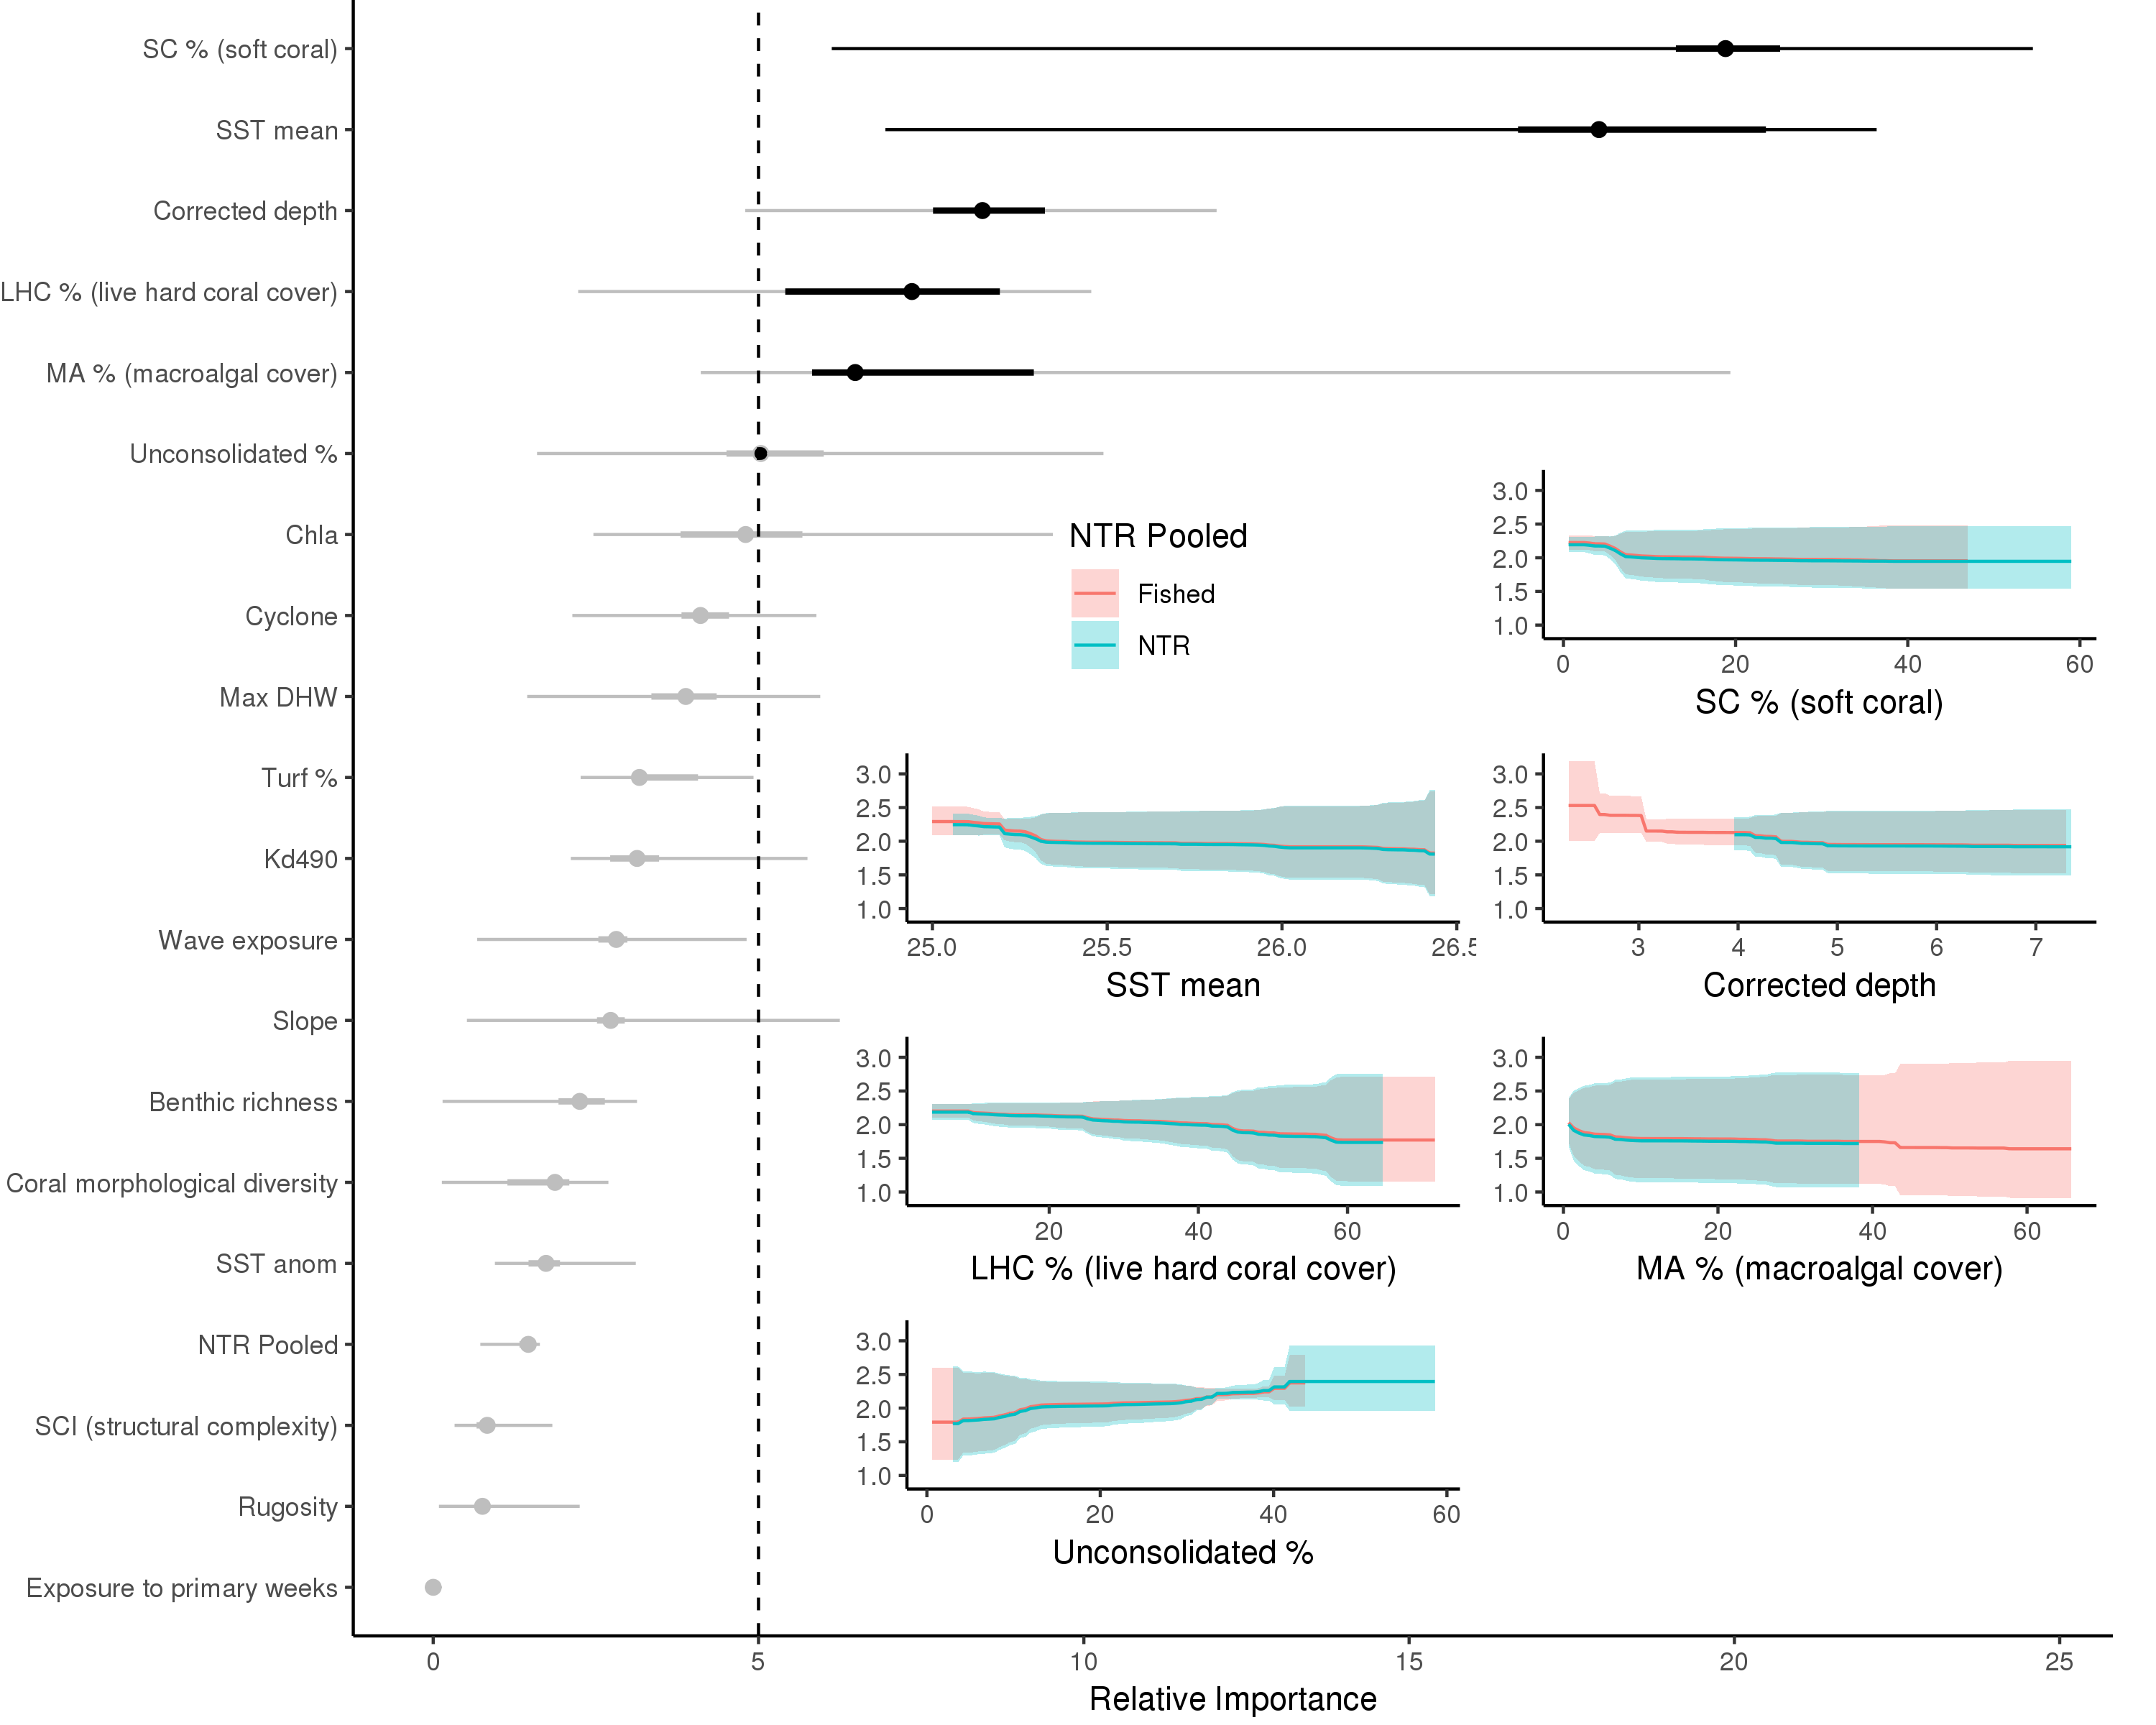 SC % (soft coral)
SST mean
Corrected depth
LHC % (live hard coral cover)
MA % (macroalgal cover)
Unconsolidated %
Chla
Cyclone
Max DHW
Turf %
Kd490
Wave exposure
Slope
Benthic richness
Coral morphological diversity
SST anom
NTR Pooled
SCI (structural complexity)
Rugosity
Exposure to primary weeks
0 5 10 15 20 25
Relative Importance
NTR Pooled
Fished
NTR
3.0
2.5
2.0
1.5
1.0
0 20 40 60
SC % (soft coral)
3.0
2.5
2.0
1.5
1.0
25.0 25.5 26.0 26.5
SST mean
3.0
2.5
2.0
1.5
1.0
3 4 5 6 7
Corrected depth
3.0
2.5
2.0
1.5
1.0
20 40 60
LHC % (live hard coral cover)
3.0
2.5
2.0
1.5
1.0
0 20 40 60
MA % (macroalgal cover)
3.0
2.5
2.0
1.5
1.0
0 20 40 60
Unconsolidated %